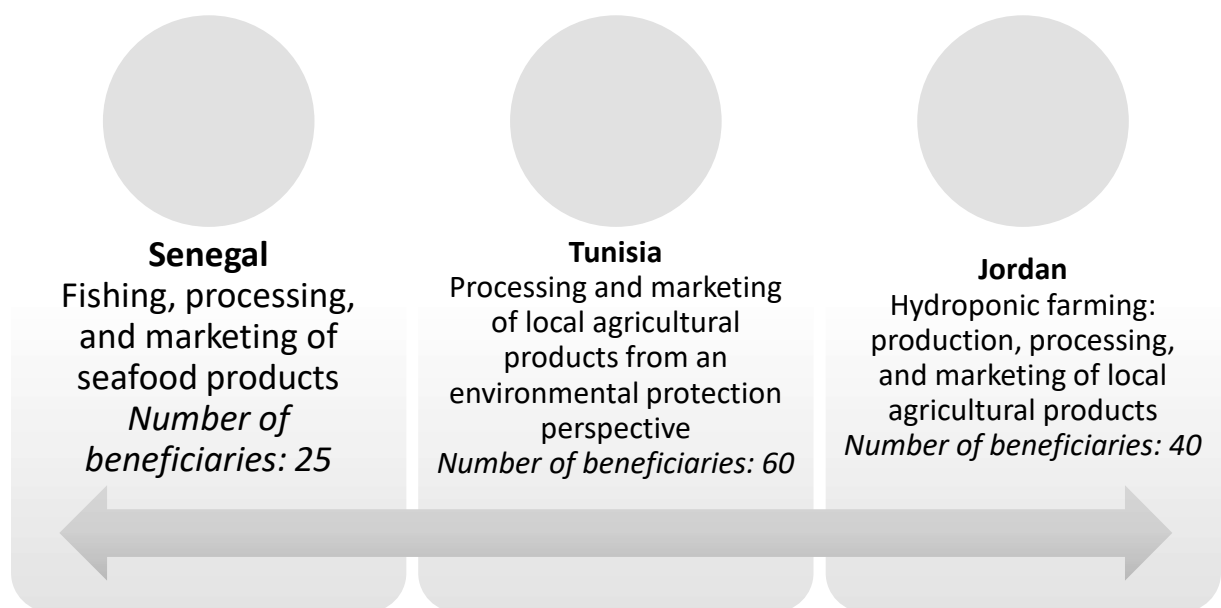 Senegal
Fishing, processing,
and marketing of
seafood products
Number of
beneficiaries: 25
Tunisia
Processing and marketing
of local agricultural
products from an
environmental protection
perspective
Number of beneficiaries: 60
Jordan
Hydroponic farming:
production, processing,
and marketing of local
agricultural products
Number of beneficiaries: 40